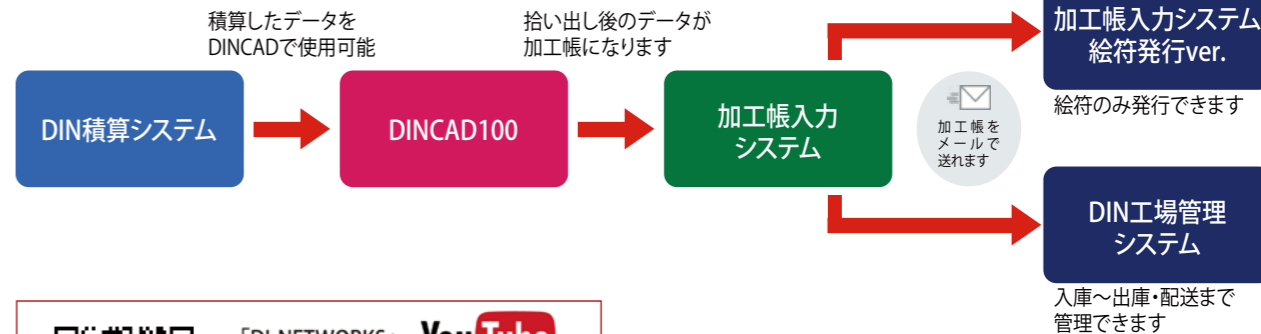 積算したデータを
DINCADで使用可能
拾い出し後のデータが
加工帳になります
DIN積算システム
DINCAD100
加工帳入力
システム
加工帳を
メールで
送れます
加工帳入力システム
絵符発行ver.
絵符のみ発行できます
DIN工場管理
システム
入庫～出庫・配送まで
管理できます
YouTube